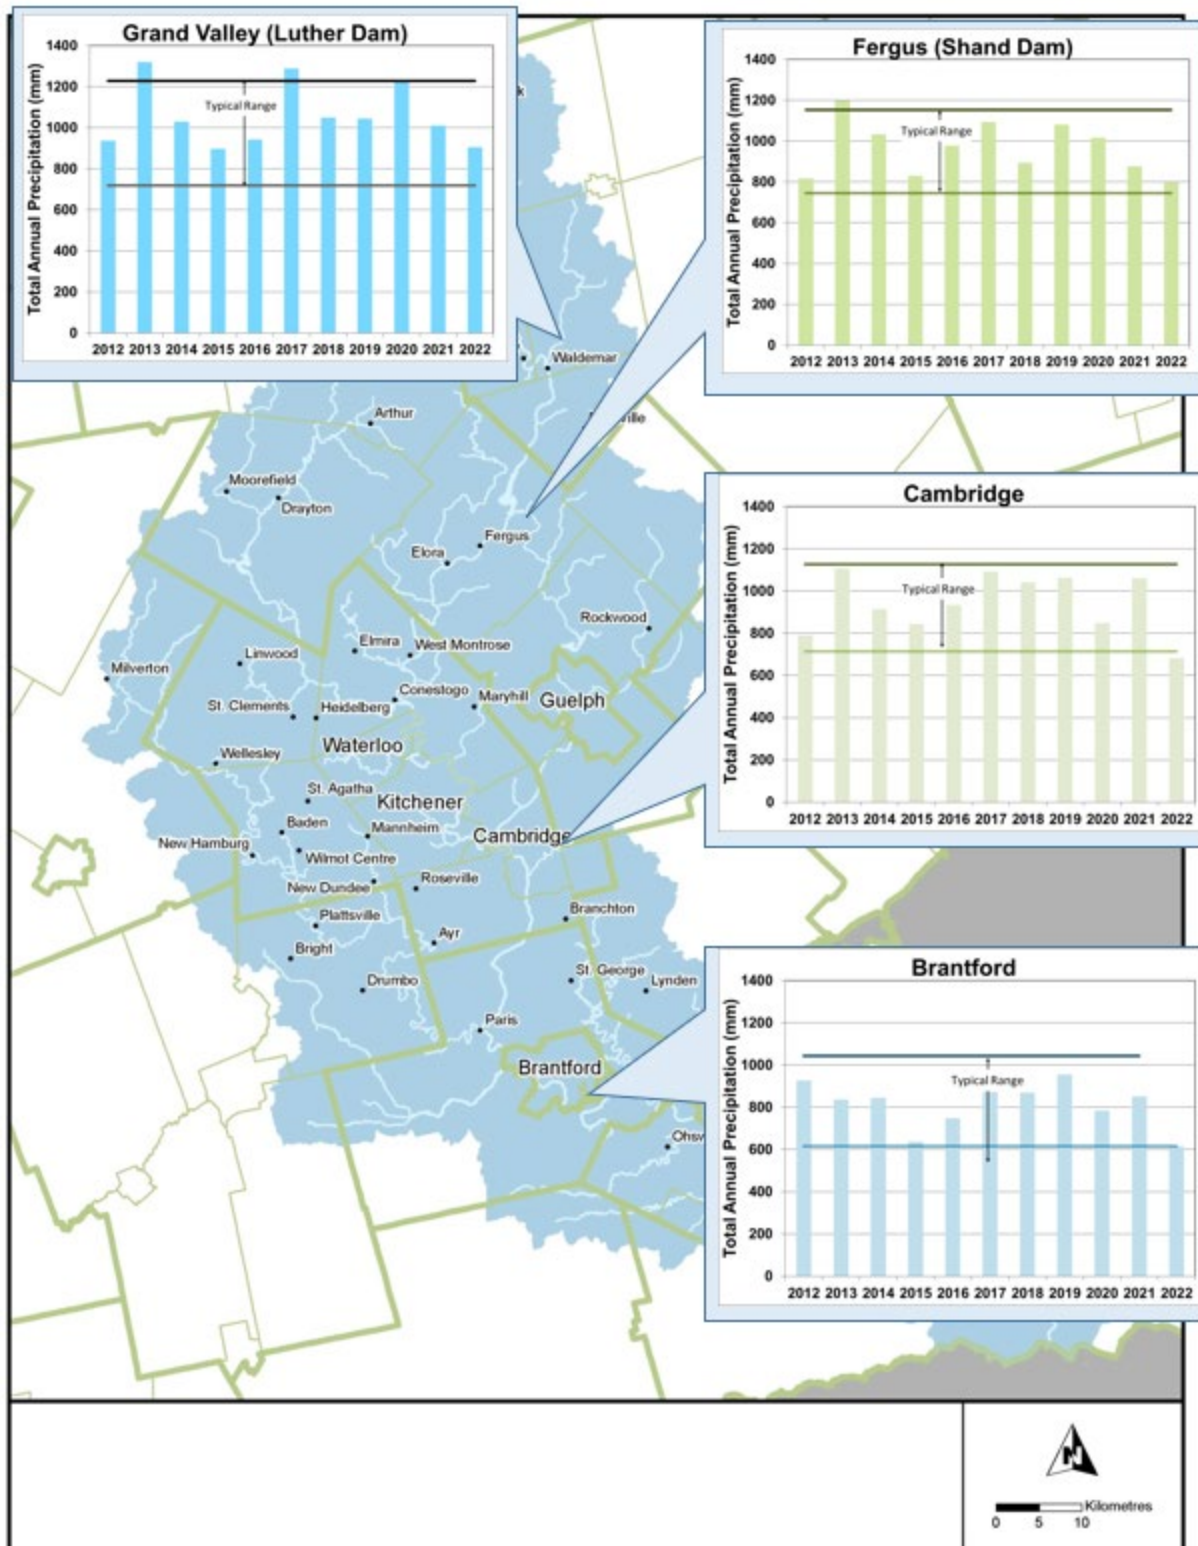 Grand Valley (Luther Dam)
Total Annual Precipitation (mm)
1400
1200
1000
800
600
400
200
0
Typical Range
2012 2013 2014 2015 2016 2017 2018 2019 2020 2021 2022
Fergus (Shand Dam)
Total Annual Precipitation (mm)
1400
1200
1000
800
600
400
200
0
Typical Range
2012 2013 2014 2015 2016 2017 2018 2019 2020 2021 2022
Waldemar
Arthur
Moorefield
Drayton
Fergus
Elora
Rockwood
Elmira
West Montrose
Linwood
Milverton
Conestogo
Maryhill
Guelph
St. Clements
Heidelberg
Waterloo
Wellesley
St. Agatha
Kitchener
Baden
Mannheim
Cambridge
New Hamburg
Wilmot Centre
New Dundee
Roseville
Plattsville
Branchton
Ayr
Bright
St. George
Drumbo
Lynden
Paris
Brantford
Ohsw
Cambridge
Total Annual Precipitation (mm)
1400
1200
1000
800
600
400
200
0
Typical Range
2012 2013 2014 2015 2016 2017 2018 2019 2020 2021 2022
Brantford
Total Annual Precipitation (mm)
1400
1200
1000
800
600
400
200
0
Typical Range
2012 2013 2014 2015 2016 2017 2018 2019 2020 2021 2022
N
Kilometres
0 5 10